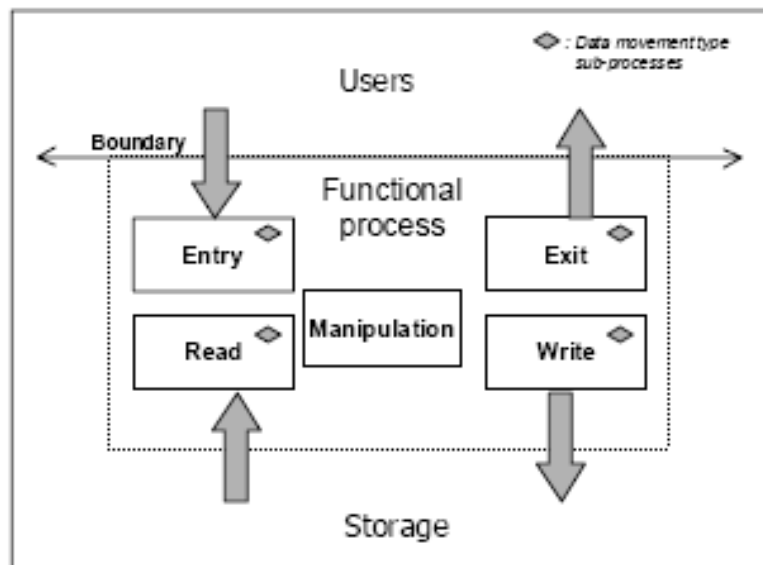 : Data movement type
sub-processes
Users
Boundary
Functional
process
Entry
Exit
Manipulation
Read
Write
Storage